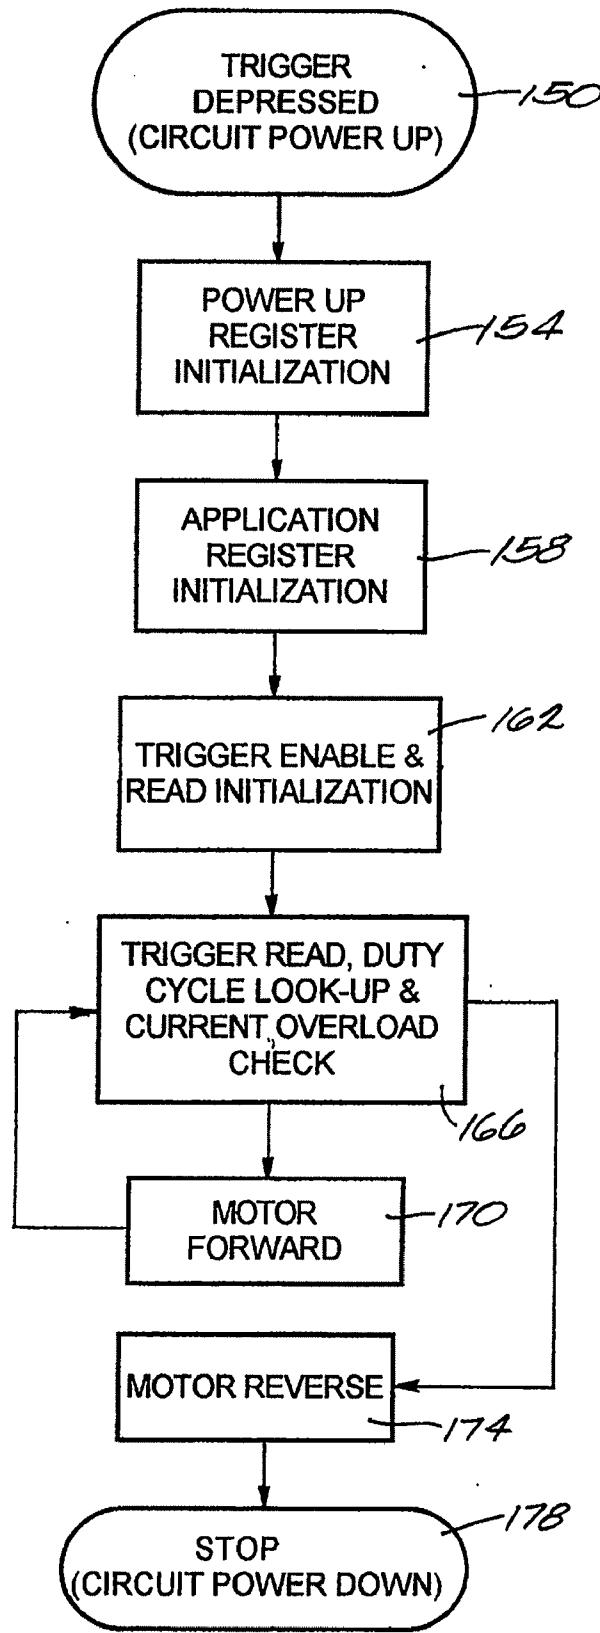 TRIGGER
DEPRESSED
(CIRCUIT POWER UP)
150
POWER UP
REGISTER
INITIALIZATION
154
APPLICATION
REGISTER
INITIALIZATION
158
162
TRIGGER ENABLE &
READ INITIALIZATION
TRIGGER READ, DUTY
CYCLE LOOK-UP &
CURRENT OVERLOAD
CHECK
166
MOTOR
FORWARD
170
MOTOR REVERSE
174
178
STOP
(CIRCUIT POWER DOWN)